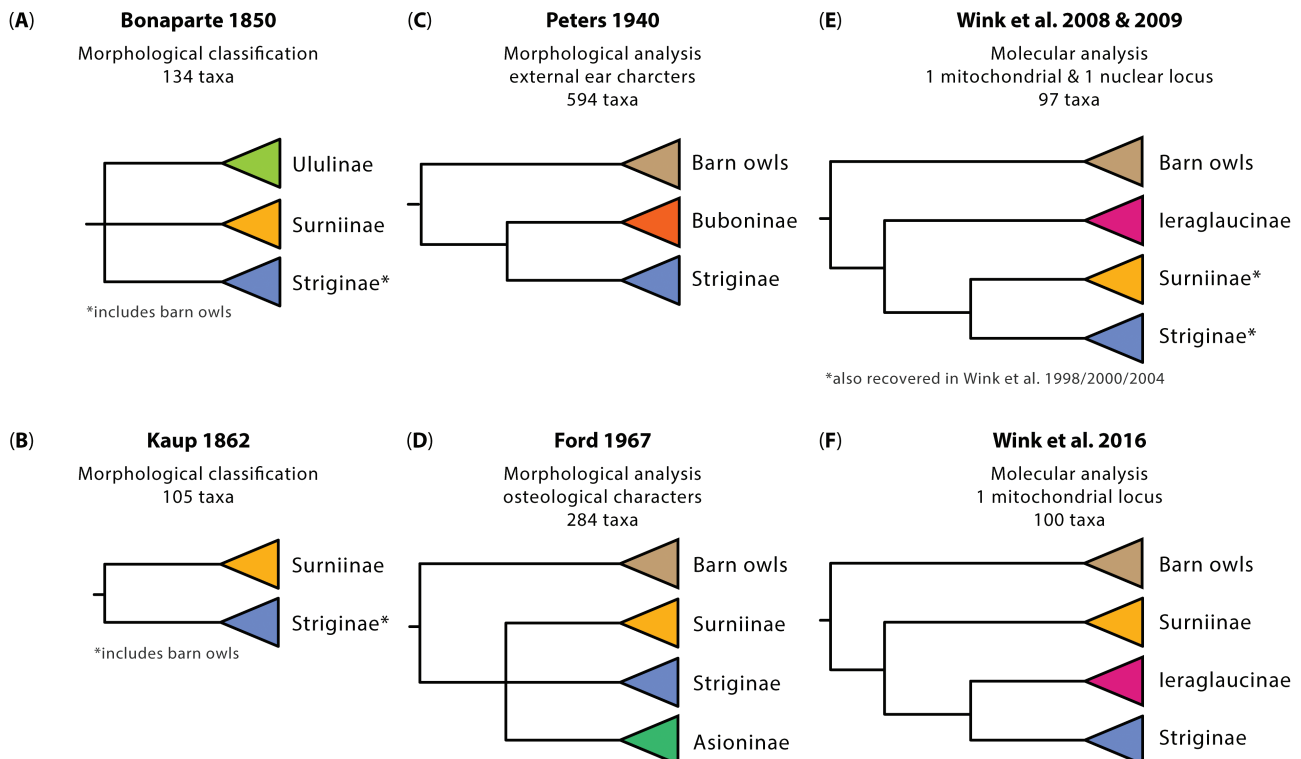 (A)
Bonaparte 1850
Morphological classification
134 taxa
Ululinae
Surniinae
Striginae*
*includes barn owls
(B)
Kaup 1862
Morphological classification
105 taxa
Surniinae
Striginae*
*includes barn owls
(C)
Peters 1940
Morphological analysis
external ear charcters
594 taxa
Barn owls
Buboninae
Striginae
(D)
Ford 1967
Morphological analysis
osteological characters
284 taxa
Barn owls
Surniinae
Striginae
Asioninae
(E)
Wink et al. 2008 & 2009
Molecular analysis
1 mitochondrial & 1 nuclear locus
97 taxa
Barn owls
Ieraglaucinae
Surniinae*
Striginae*
*also recovered in Wink et al. 1998/2000/2004
(F)
Wink et al. 2016
Molecular analysis
1 mitochondrial locus
100 taxa
Barn owls
Surniinae
Ieraglaucinae
Striginae